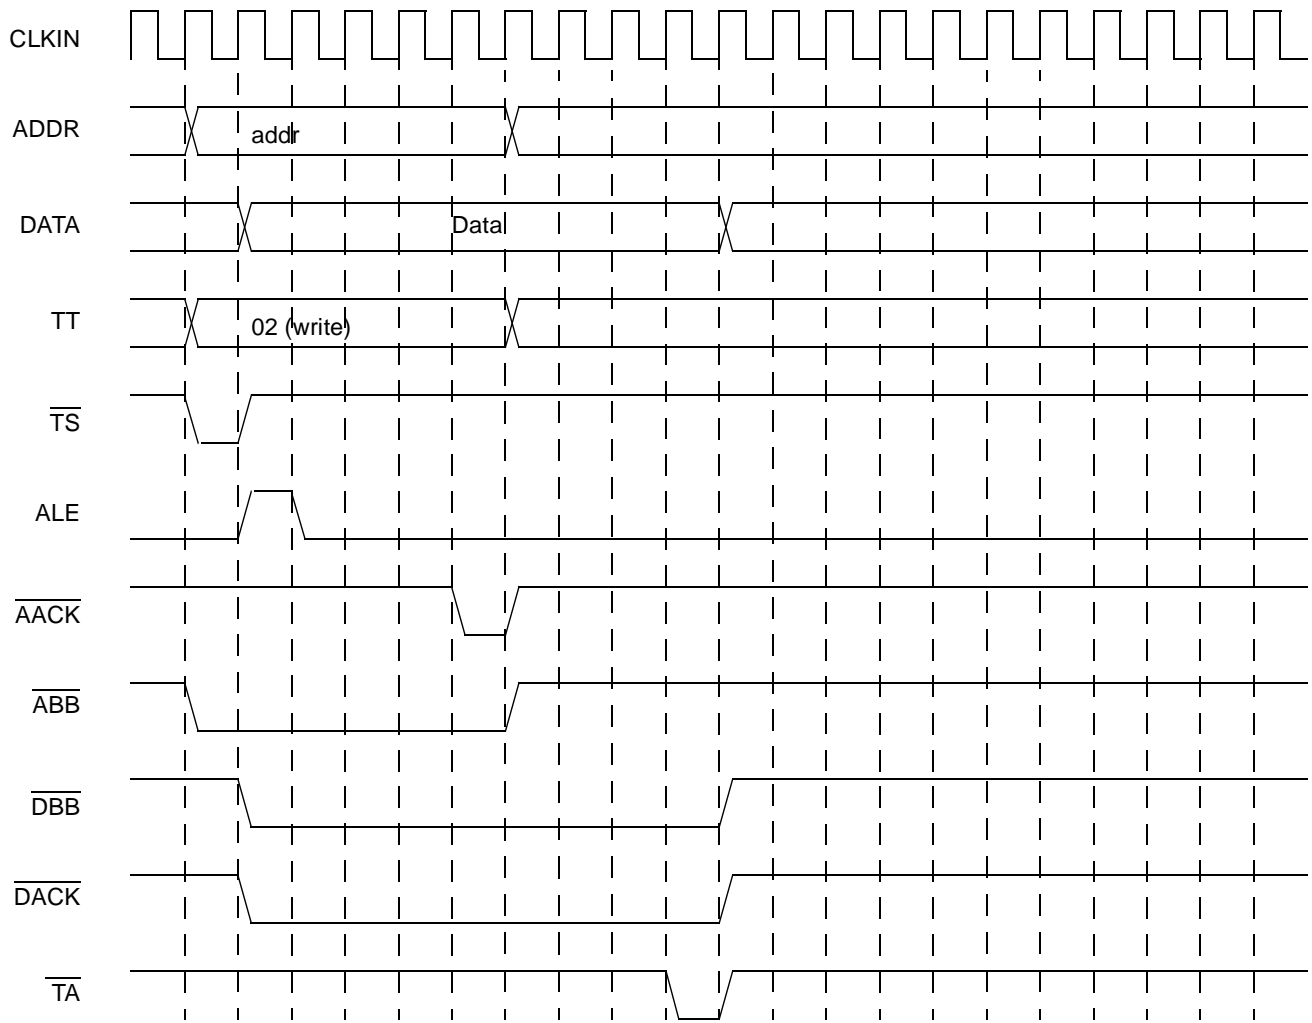 CLKIN
ADDR
addr
DATA
Data
TT
02 (write)
TS
ALE
AACK
ABB
DBB
DACK
TA